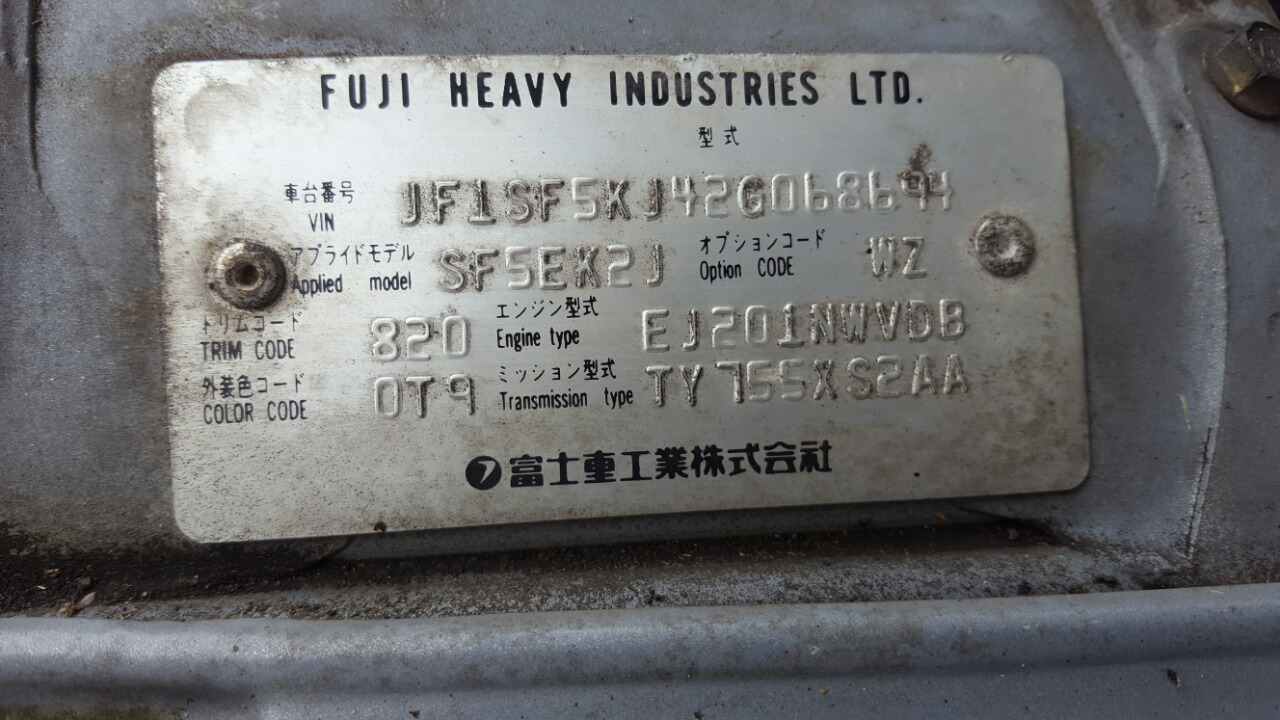 FUJI HEAVY INDUSTRIES LTD.
型式
車台番号 VIN JF1SF5KJ42G068694
アプライドモデル Applied model SF5EK2J オプションコード Option CODE WZ
トリムコード TRIM CODE 820 エンジン型式 Engine type EJ201NWVDB
外装色コード COLOR CODE 0T9 ミッション型式 Transmission type TY755XS2AA
フ 富士重工業株式会社